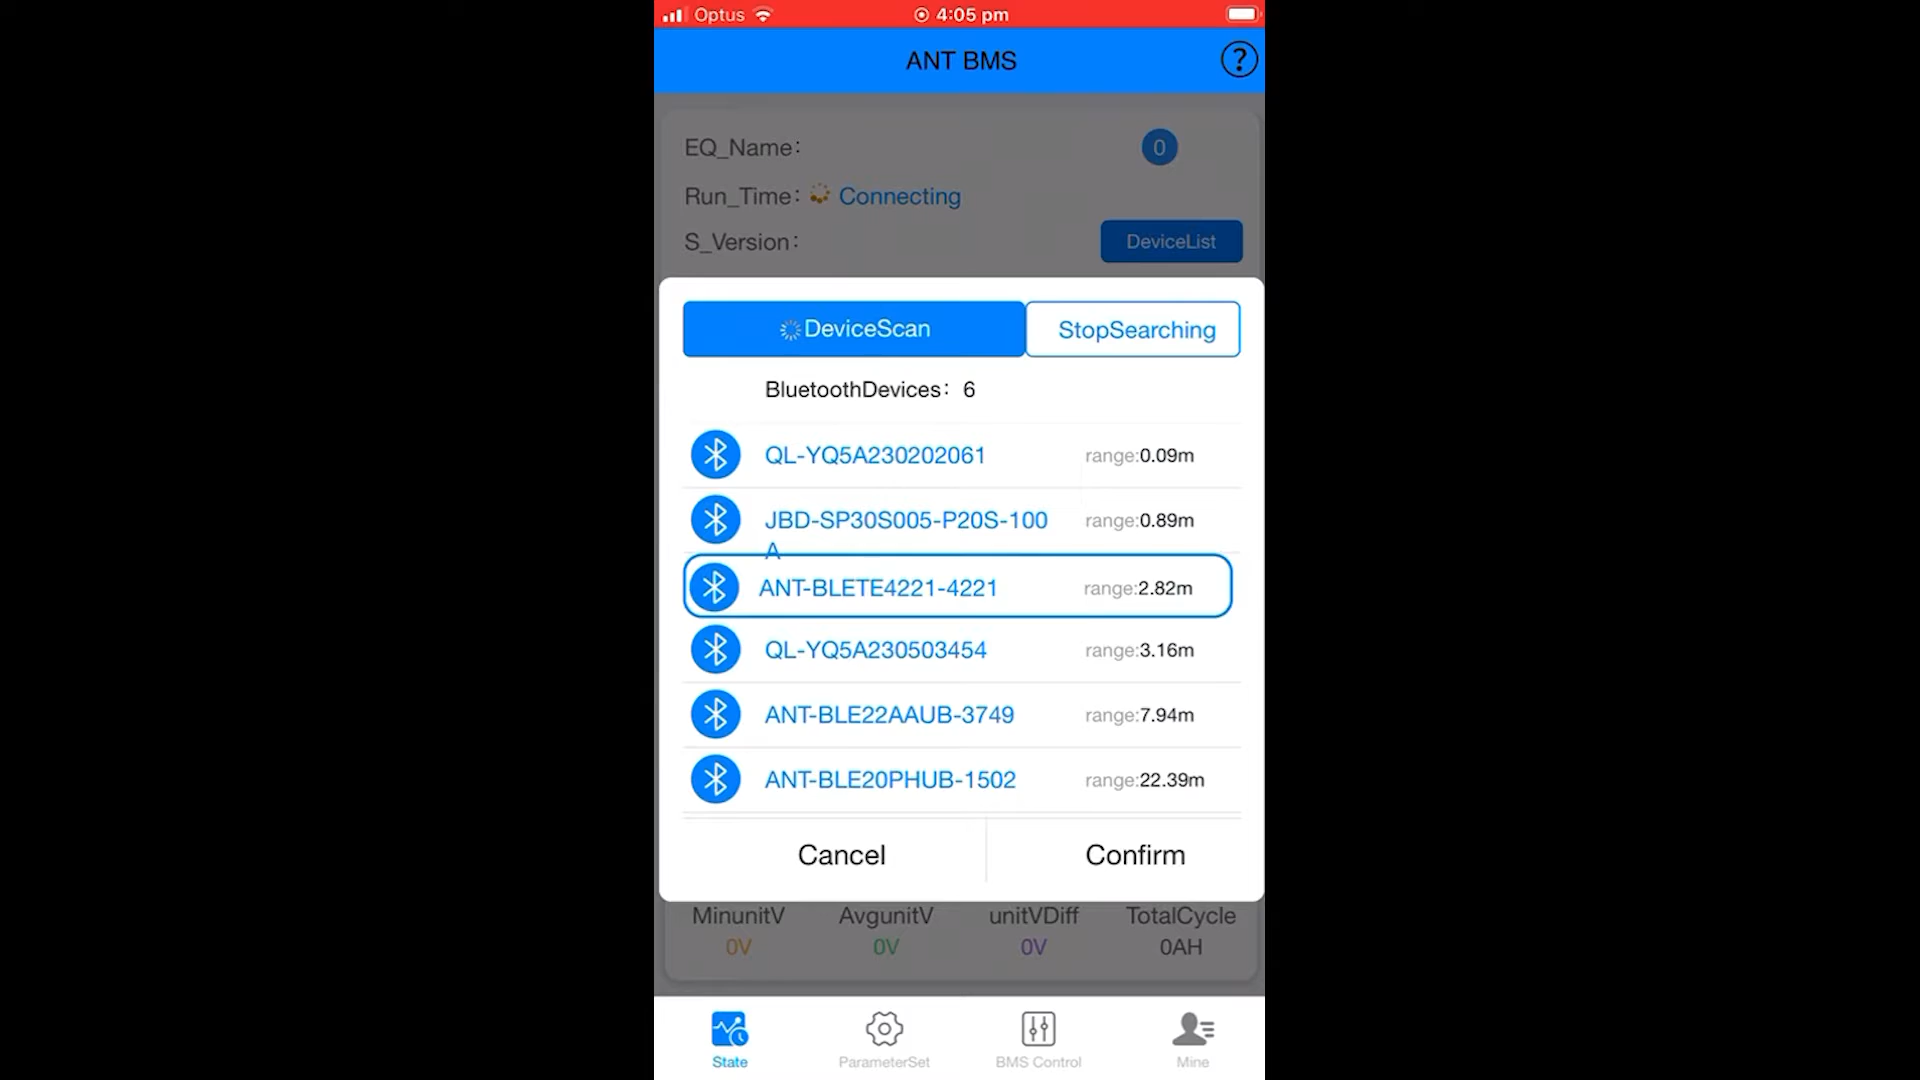 Optus 4:05 pm
ANT BMS ?
EQ_Name: 0
Run_Time: Connecting
S_Version: DeviceList
DeviceScan StopSearching
BluetoothDevices: 6
QL-YQ5A230202061 range:0.09m
JBD-SP30S005-P20S-100 range:0.89m
A
ANT-BLETE4221-4221 range:2.82m
QL-YQ5A230503454 range:3.16m
ANT-BLE22AAUB-3749 range:7.94m
ANT-BLE20PHUB-1502 range:22.39m
Cancel Confirm
MinunitV AvgunitV unitVDiff TotalCycle
0V 0V 0V 0AH
State ParameterSet BMS Control Mine